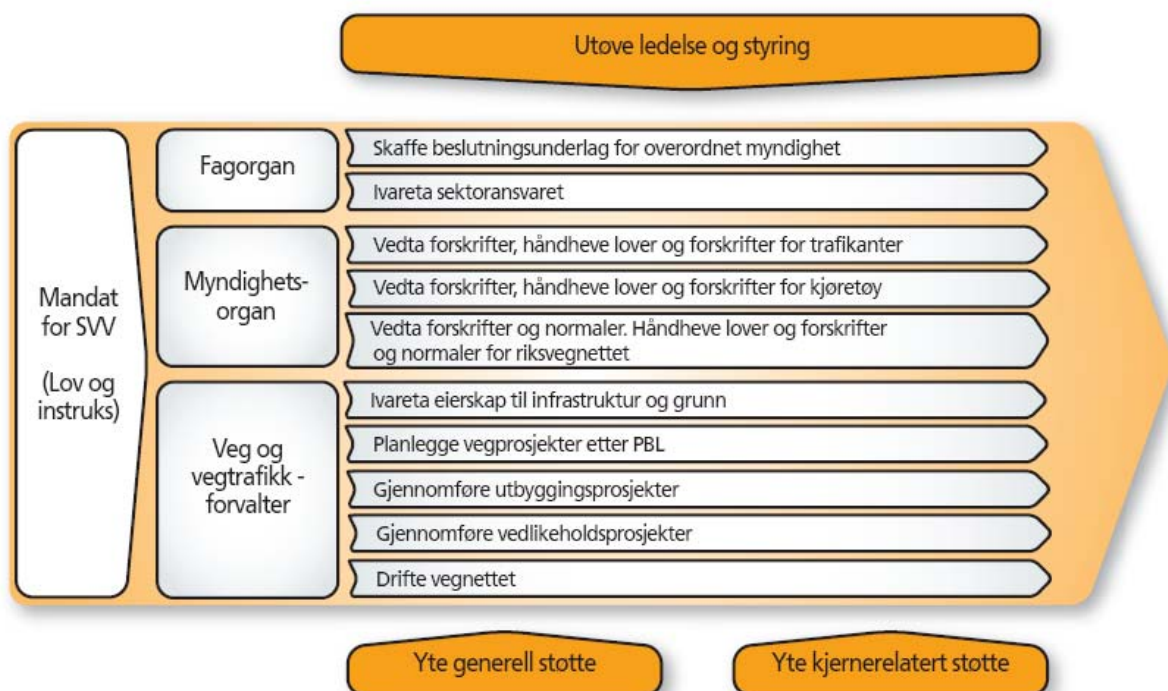 Utøve ledelse og styring
Mandat
for SVV
(Lov og
instruks)
Fagorgan
Skaffe beslutningsunderlag for overordnet myndighet
Ivareta sektoransvaret
Myndighets-
organ
Vedta forskrifter, håndheve lover og forskrifter for trafikanter
Vedta forskrifter, håndheve lover og forskrifter for kjøretøy
Vedta forskrifter og normaler. Håndheve lover og forskrifter
og normaler for riksvegnettet
Veg og
vegtrafikk -
forvalter
Ivareta eierskap til infrastruktur og grunn
Planlegge vegprosjekter etter PBL
Gjennomføre utbyggingsprosjekter
Gjennomføre vedlikeholdsprosjekter
Drifte vegnettet
Yte generell støtte
Yte kjernerelatert støtte